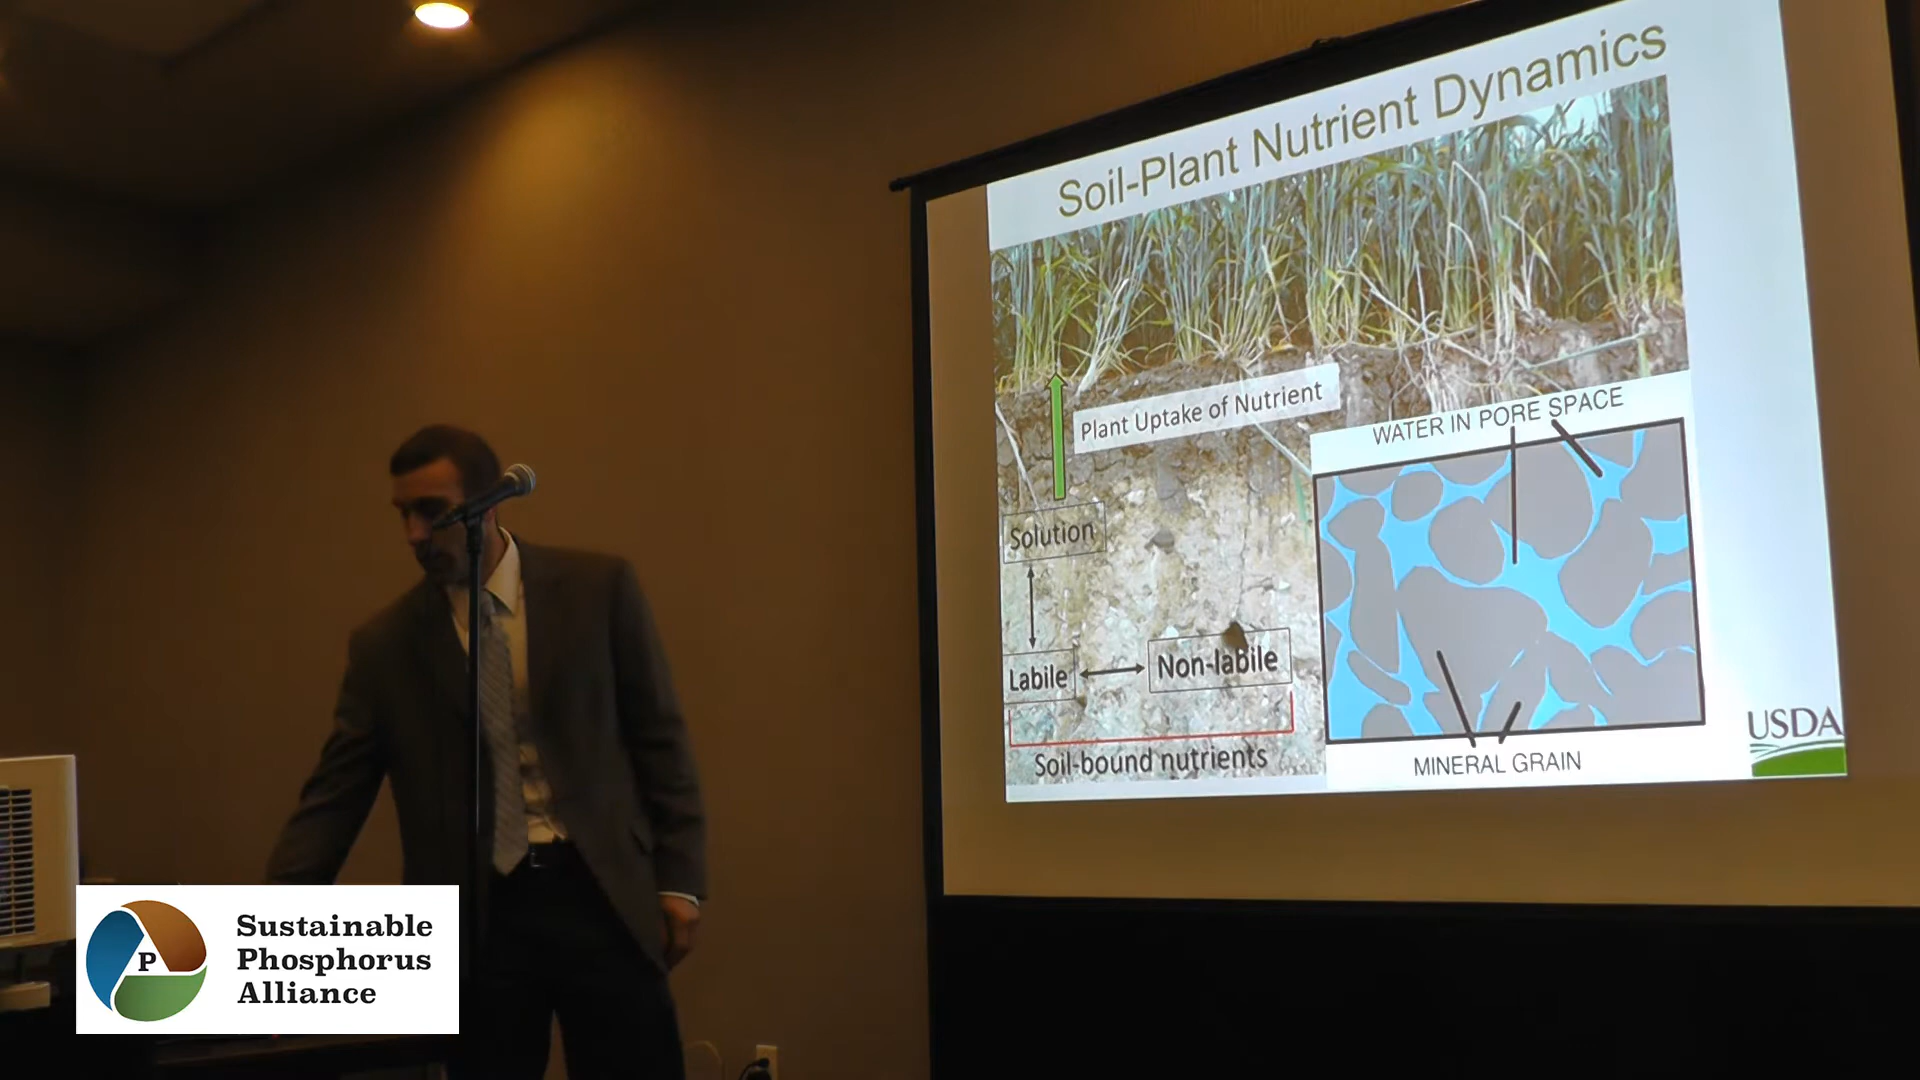 Soil-Plant Nutrient Dynamics
Plant Uptake of Nutrient
WATER IN PORE SPACE
Solution
Labile
Non-labile
Soil-bound nutrients
MINERAL GRAIN
USDA
P
Sustainable
Phosphorus
Alliance